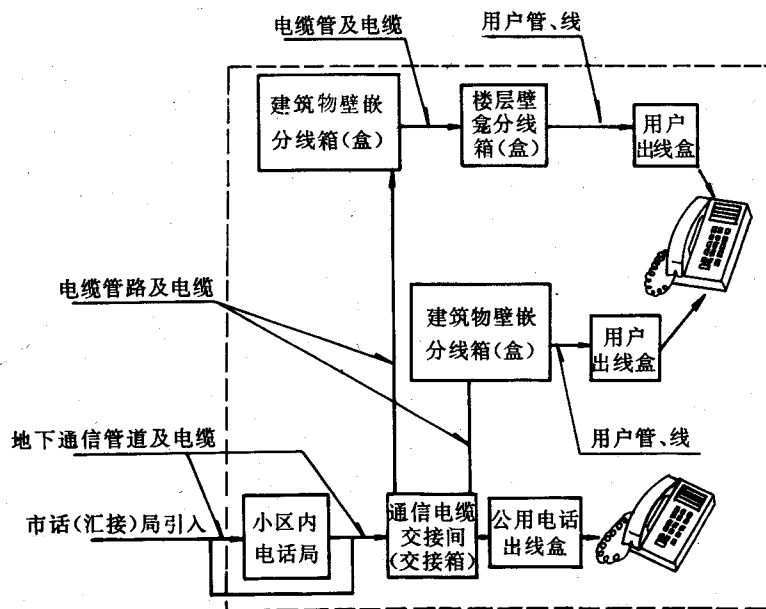 电缆管及电缆
用户管、线
建筑物壁嵌
分线箱(盒)
楼层壁
龛分线
箱(盒)
用户
出线盒
电缆管路及电缆
建筑物壁嵌
分线箱(盒)
用户
出线盒
用户管、线
地下通信管道及电缆
市话(汇接)局引入
小区内
电话局
通信电缆
交接间
(交接箱)
公用电话
出线盒